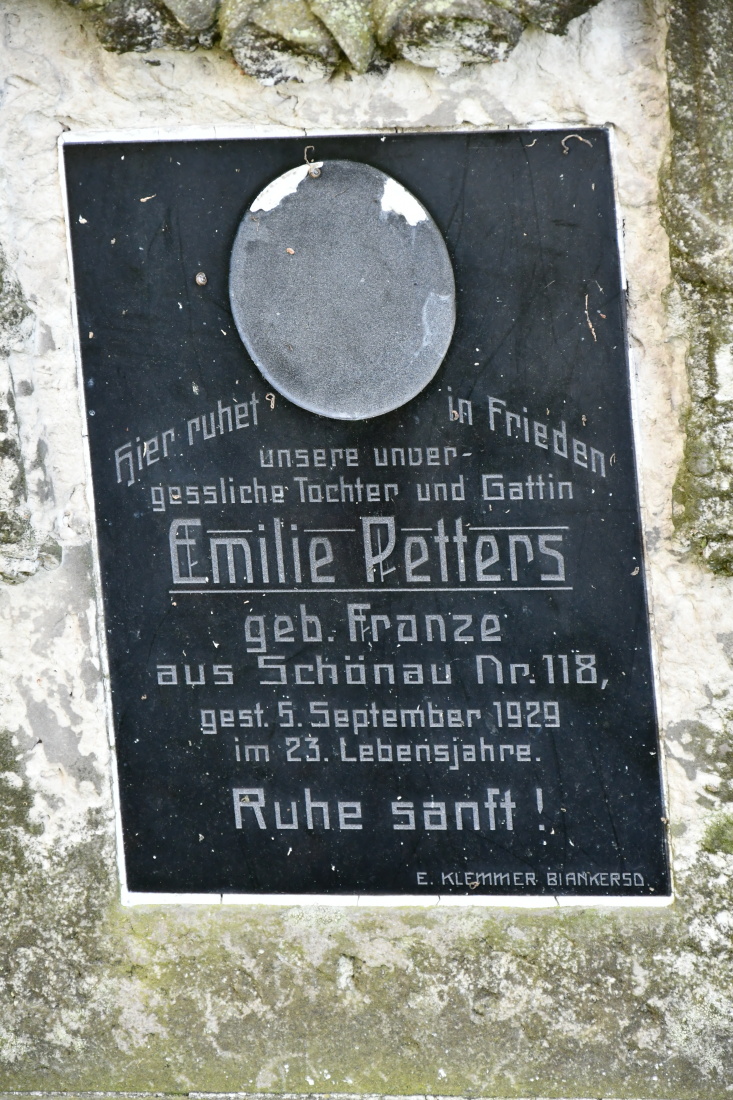 Hier ruhet in Frieden
unsere unver-
gessliche Tochter und Gattin
Emilie Petters
geb. Franze
aus Schönau Nr. 118,
gest. 5. September 1929
im 23. Lebensjahre.
Ruhe sanft !
E. KLEMMER BIANKERSD.